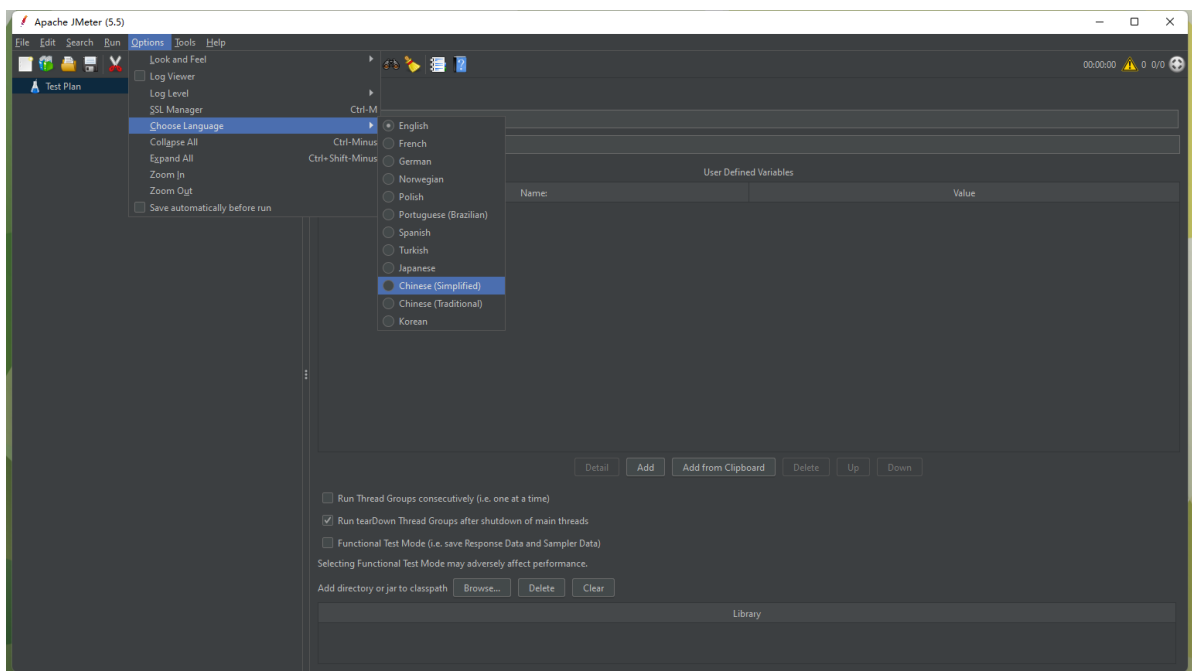 Apache JMeter (5.5)
File Edit Search Run Options Tools Help
00:00:00 0 0/0
Test Plan
Look and Feel
Log Viewer
Log Level
SSL Manager Ctrl-M
Choose Language
Collapse All Ctrl-Minus
Expand All Ctrl+Shift-Minus
Zoom In
Zoom Out
Save automatically before run
English
French
German
Norwegian
Polish
Portuguese (Brazilian)
Spanish
Turkish
Japanese
Chinese (Simplified)
Chinese (Traditional)
Korean
User Defined Variables
Name: Value
Detail Add Add from Clipboard Delete Up Down
Run Thread Groups consecutively (i.e. one at a time)
Run tearDown Thread Groups after shutdown of main threads
Functional Test Mode (i.e. save Response Data and Sampler Data)
Selecting Functional Test Mode may adversely affect performance.
Add directory or jar to classpath Browse... Delete Clear
Library